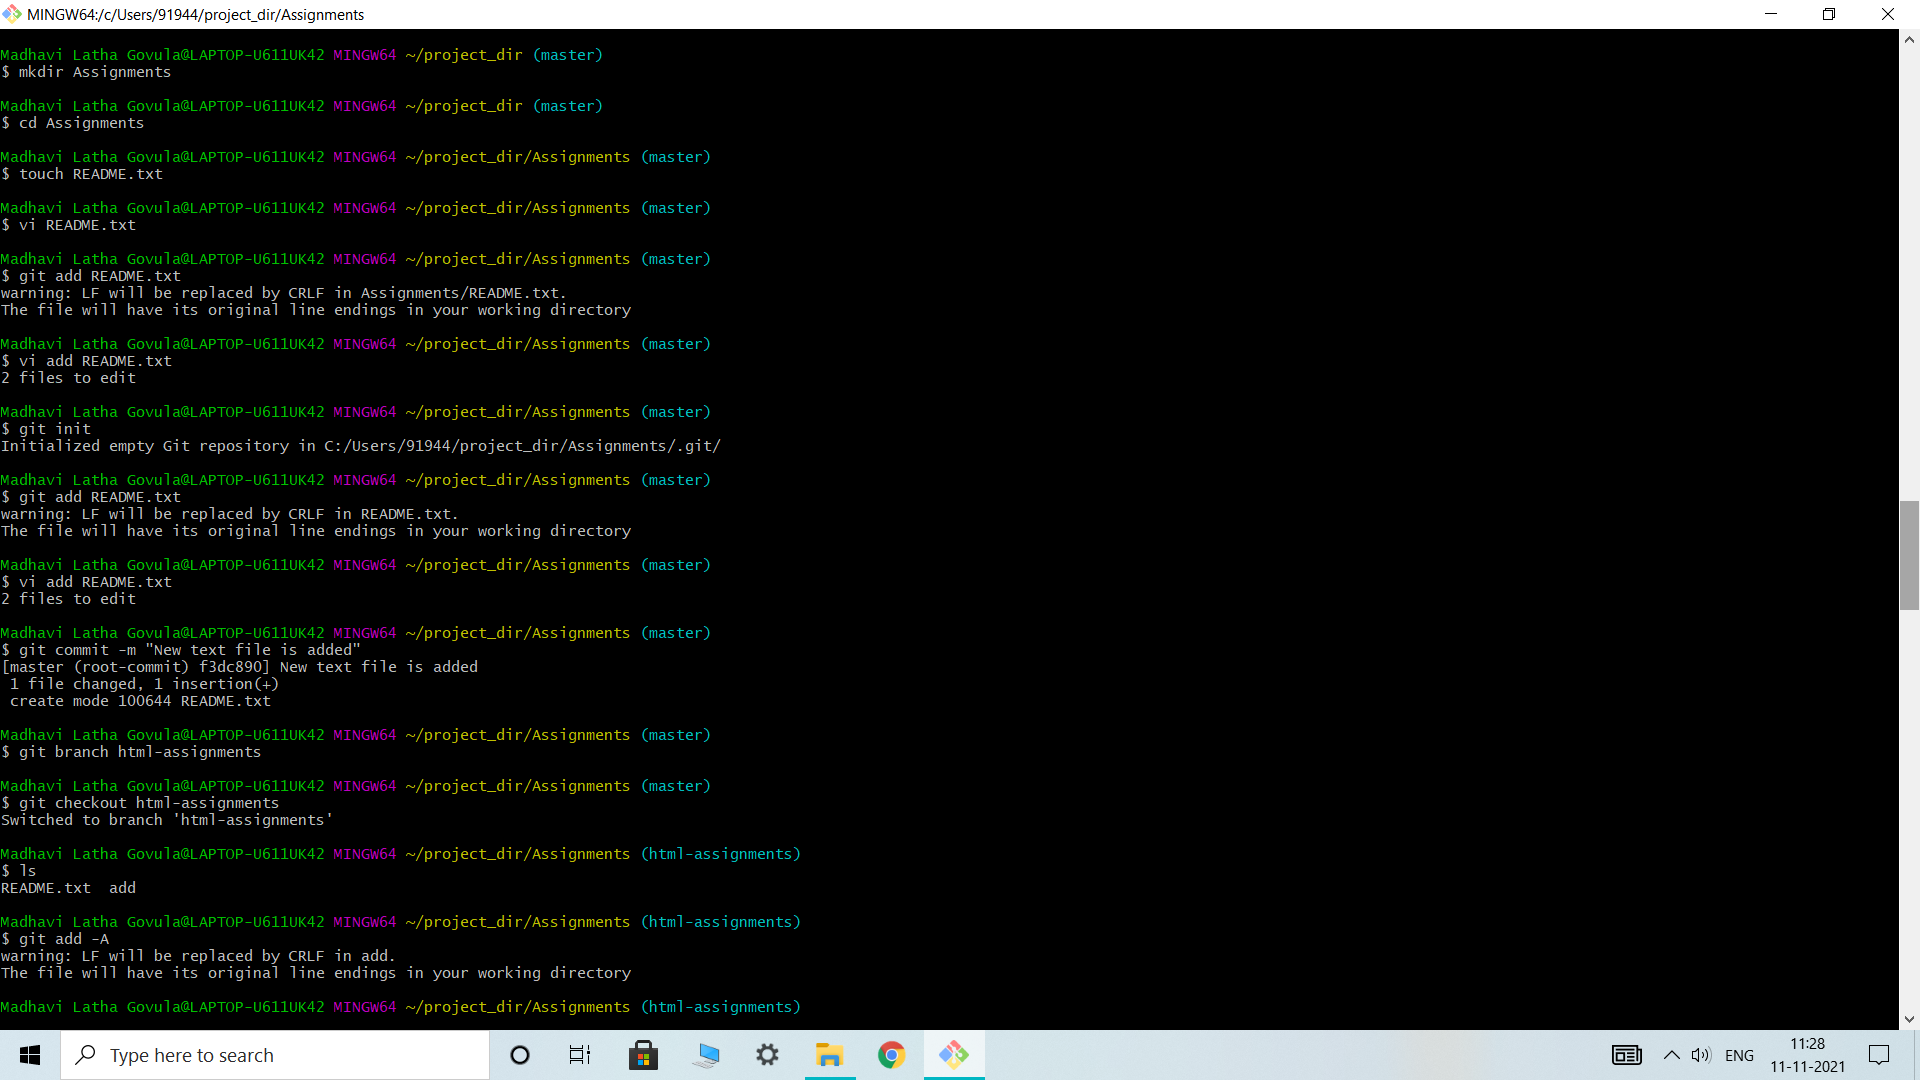 MINGW64:/c/Users/91944/project_dir/Assignments
Madhavi Latha Govula@LAPTOP-U611UK42 MINGW64 ~/project_dir (master)
$ mkdir Assignments
Madhavi Latha Govula@LAPTOP-U611UK42 MINGW64 ~/project_dir (master)
$ cd Assignments
Madhavi Latha Govula@LAPTOP-U611UK42 MINGW64 ~/project_dir/Assignments (master)
$ touch README.txt
Madhavi Latha Govula@LAPTOP-U611UK42 MINGW64 ~/project_dir/Assignments (master)
$ vi README.txt
Madhavi Latha Govula@LAPTOP-U611UK42 MINGW64 ~/project_dir/Assignments (master)
$ git add README.txt
warning: LF will be replaced by CRLF in Assignments/README.txt.
The file will have its original line endings in your working directory
Madhavi Latha Govula@LAPTOP-U611UK42 MINGW64 ~/project_dir/Assignments (master)
$ vi add README.txt
2 files to edit
Madhavi Latha Govula@LAPTOP-U611UK42 MINGW64 ~/project_dir/Assignments (master)
$ git init
Initialized empty Git repository in C:/Users/91944/project_dir/Assignments/.git/
Madhavi Latha Govula@LAPTOP-U611UK42 MINGW64 ~/project_dir/Assignments (master)
$ git add README.txt
warning: LF will be replaced by CRLF in README.txt.
The file will have its original line endings in your working directory
Madhavi Latha Govula@LAPTOP-U611UK42 MINGW64 ~/project_dir/Assignments (master)
$ vi add README.txt
2 files to edit
Madhavi Latha Govula@LAPTOP-U611UK42 MINGW64 ~/project_dir/Assignments (master)
$ git commit -m "New text file is added"
[master (root-commit) f3dc890] New text file is added
1 file changed, 1 insertion(+)
create mode 100644 README.txt
Madhavi Latha Govula@LAPTOP-U611UK42 MINGW64 ~/project_dir/Assignments (master)
$ git branch html-assignments
Madhavi Latha Govula@LAPTOP-U611UK42 MINGW64 ~/project_dir/Assignments (master)
$ git checkout html-assignments
Switched to branch 'html-assignments'
Madhavi Latha Govula@LAPTOP-U611UK42 MINGW64 ~/project_dir/Assignments (html-assignments)
$ ls
README.txt  add
Madhavi Latha Govula@LAPTOP-U611UK42 MINGW64 ~/project_dir/Assignments (html-assignments)
$ git add -A
warning: LF will be replaced by CRLF in add.
The file will have its original line endings in your working directory
Madhavi Latha Govula@LAPTOP-U611UK42 MINGW64 ~/project_dir/Assignments (html-assignments)
Type here to search
ENG
11:28
11-11-2021